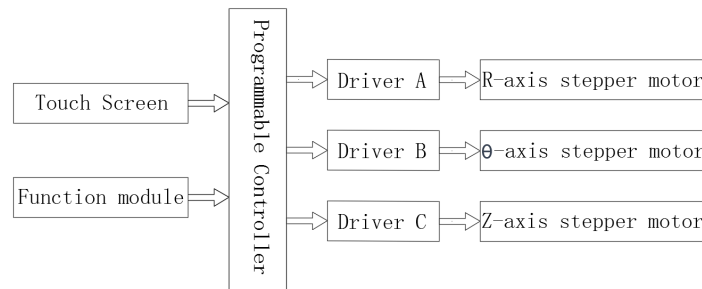 Touch Screen
Function module
Programmable Controller
Driver A
R-axis stepper motor
Driver B
θ-axis stepper motor
Driver C
Z-axis stepper motor